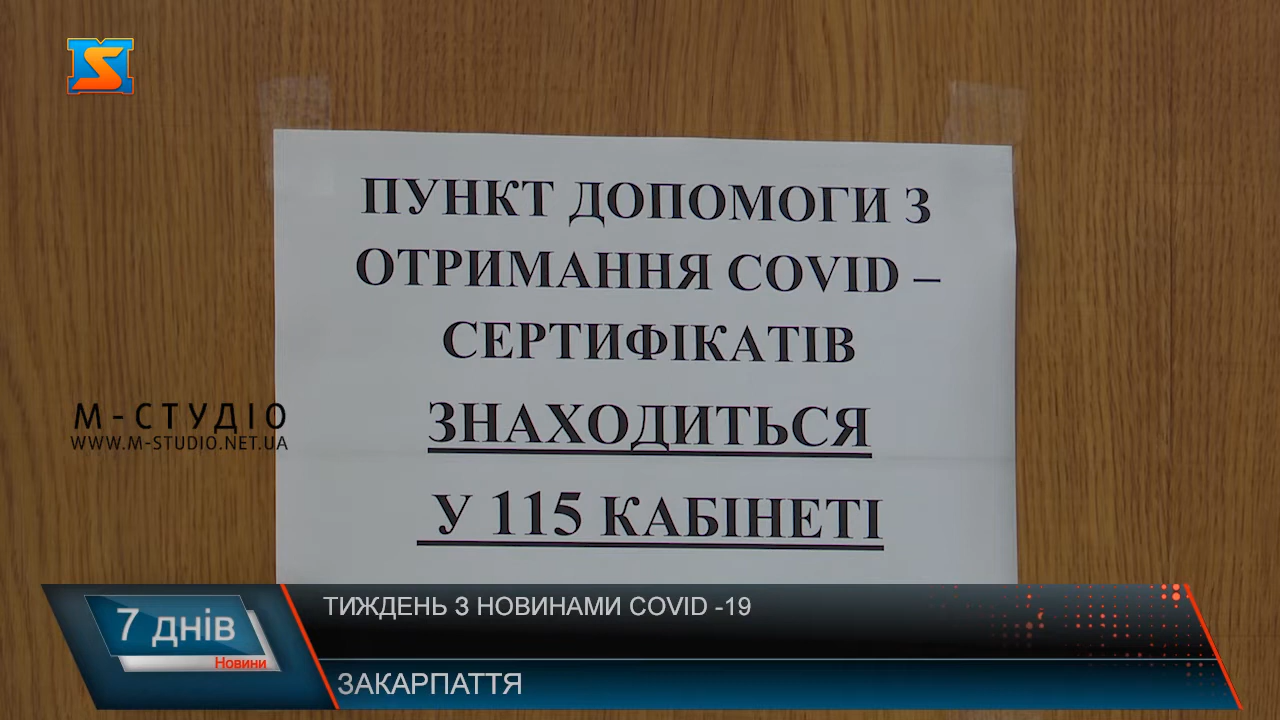 ПУНКТ ДОПОМОГИ З
ОТРИМАННЯ COVID –
СЕРТИФІКАТІВ
ЗНАХОДИТЬСЯ
У 115 КАБІНЕТІ
М-СТУДІО
WWW.M-STUDIO.NET.UA
7 днів
Новини
ТИЖДЕНЬ З НОВИНАМИ COVID -19
ЗАКАРПАТТЯ